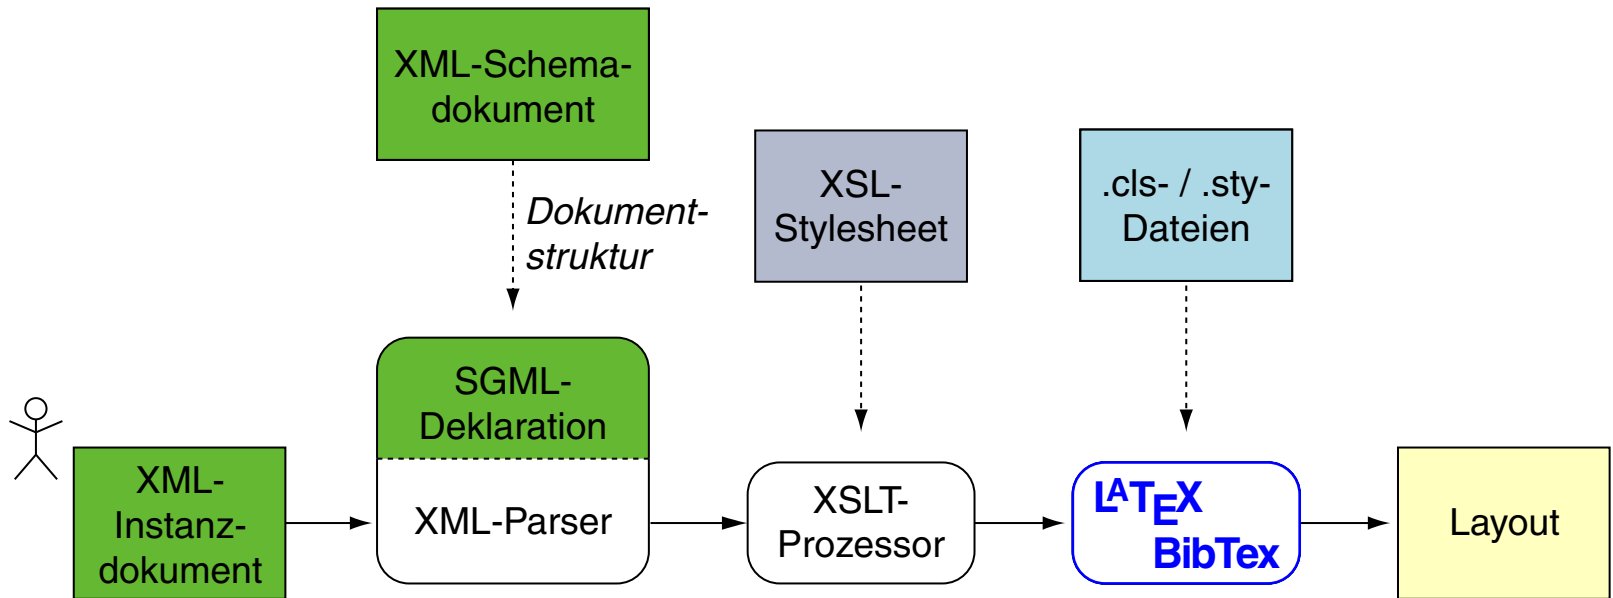 XML-Schema-
dokument
Dokument-
struktur
XSL-
Stylesheet
.cls- / .sty-
Dateien
SGML-
Deklaration
XML-Parser
XML-
Instanz-
dokument
XSLT-
Prozessor
LATEX
BibTex
Layout